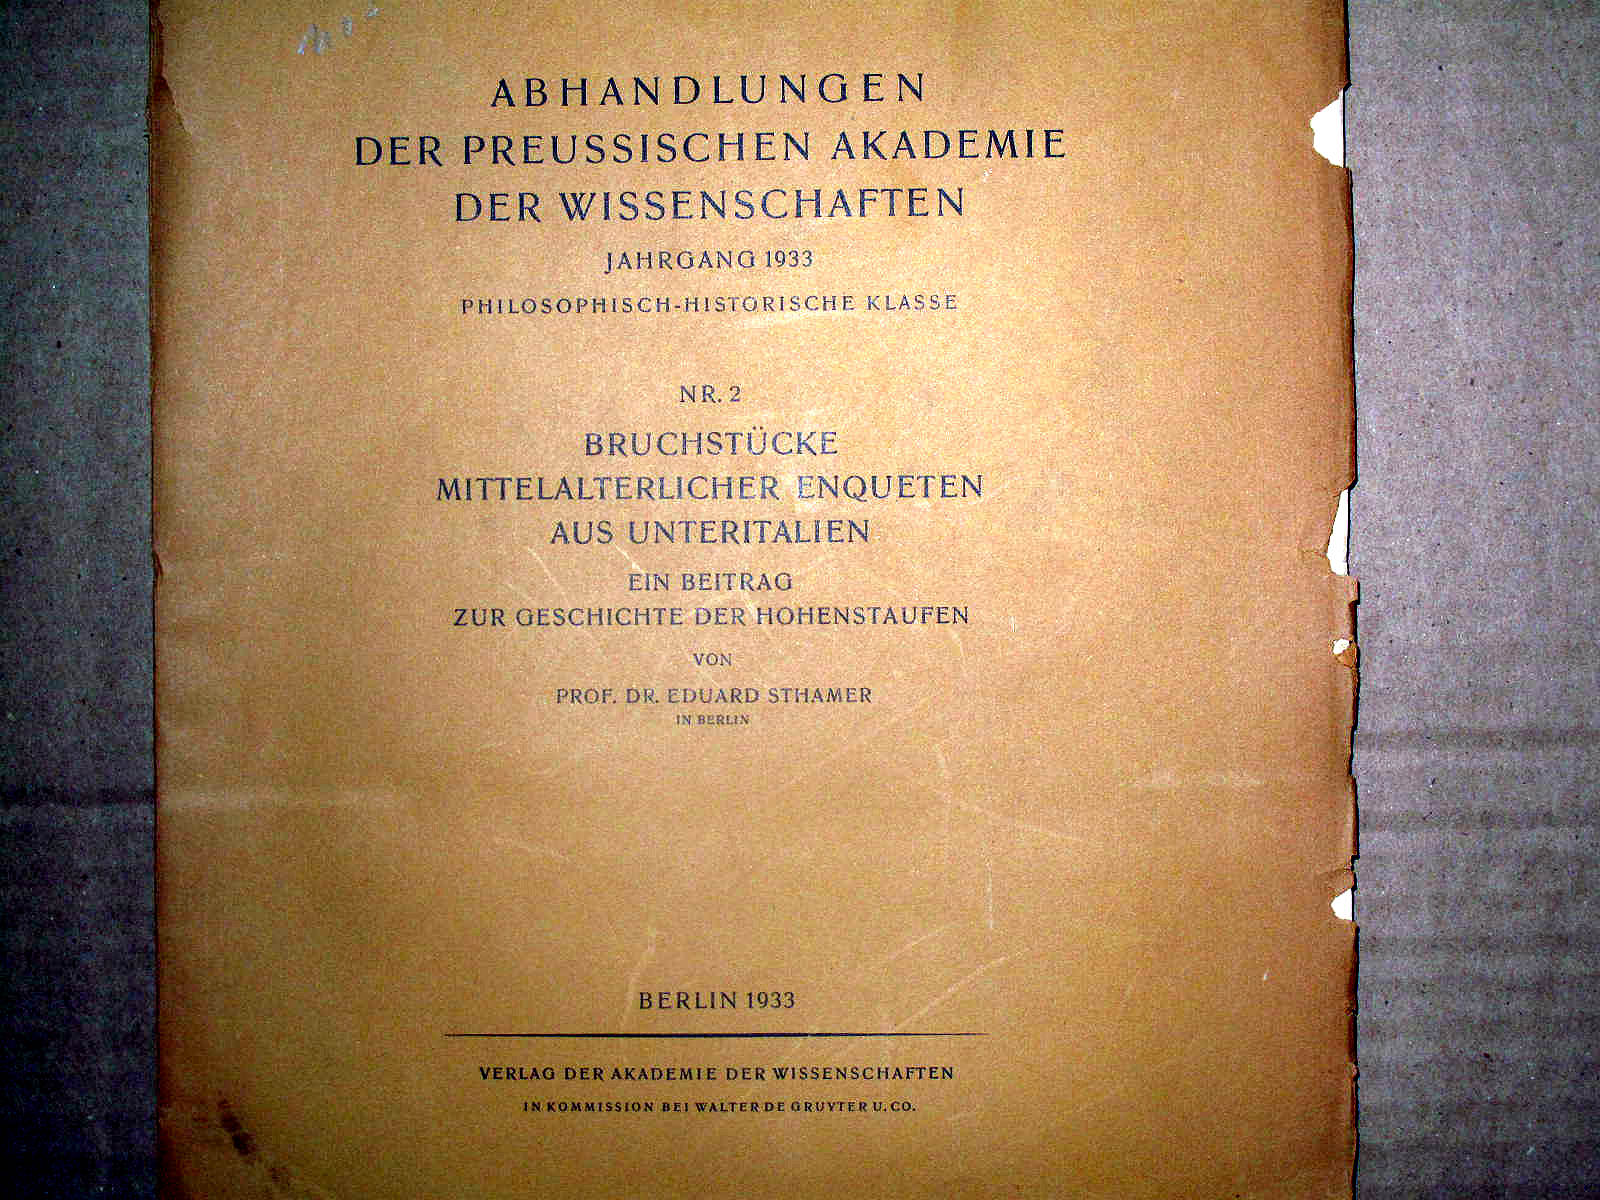 ABHANDLUNGEN
DER PREUSSISCHEN AKADEMIE
DER WISSENSCHAFTEN
JAHRGANG 1933
PHILOSOPHISCH-HISTORISCHE KLASSE
NR. 2
BRUCHSTÜCKE
MITTELALTERLICHER ENQUETEN
AUS UNTERITALIEN
EIN BEITRAG
ZUR GESCHICHTE DER HOHENSTAUFEN
VON
PROF. DR. EDUARD STHAMER
IN BERLIN
BERLIN 1933
VERLAG DER AKADEMIE DER WISSENSCHAFTEN
IN KOMMISSION BEI WALTER DE GRUYTER U. CO.